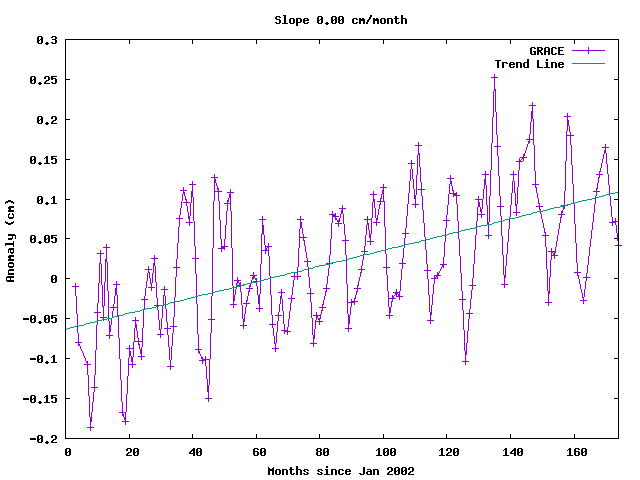 Slope 0.00 cm/month
GRACE
Trend Line
0.3
0.25
0.2
0.15
0.1
0.05
0
-0.05
-0.1
-0.15
-0.2
Anomaly (cm)
0 20 40 60 80 100 120 140 160
Months since Jan 2002